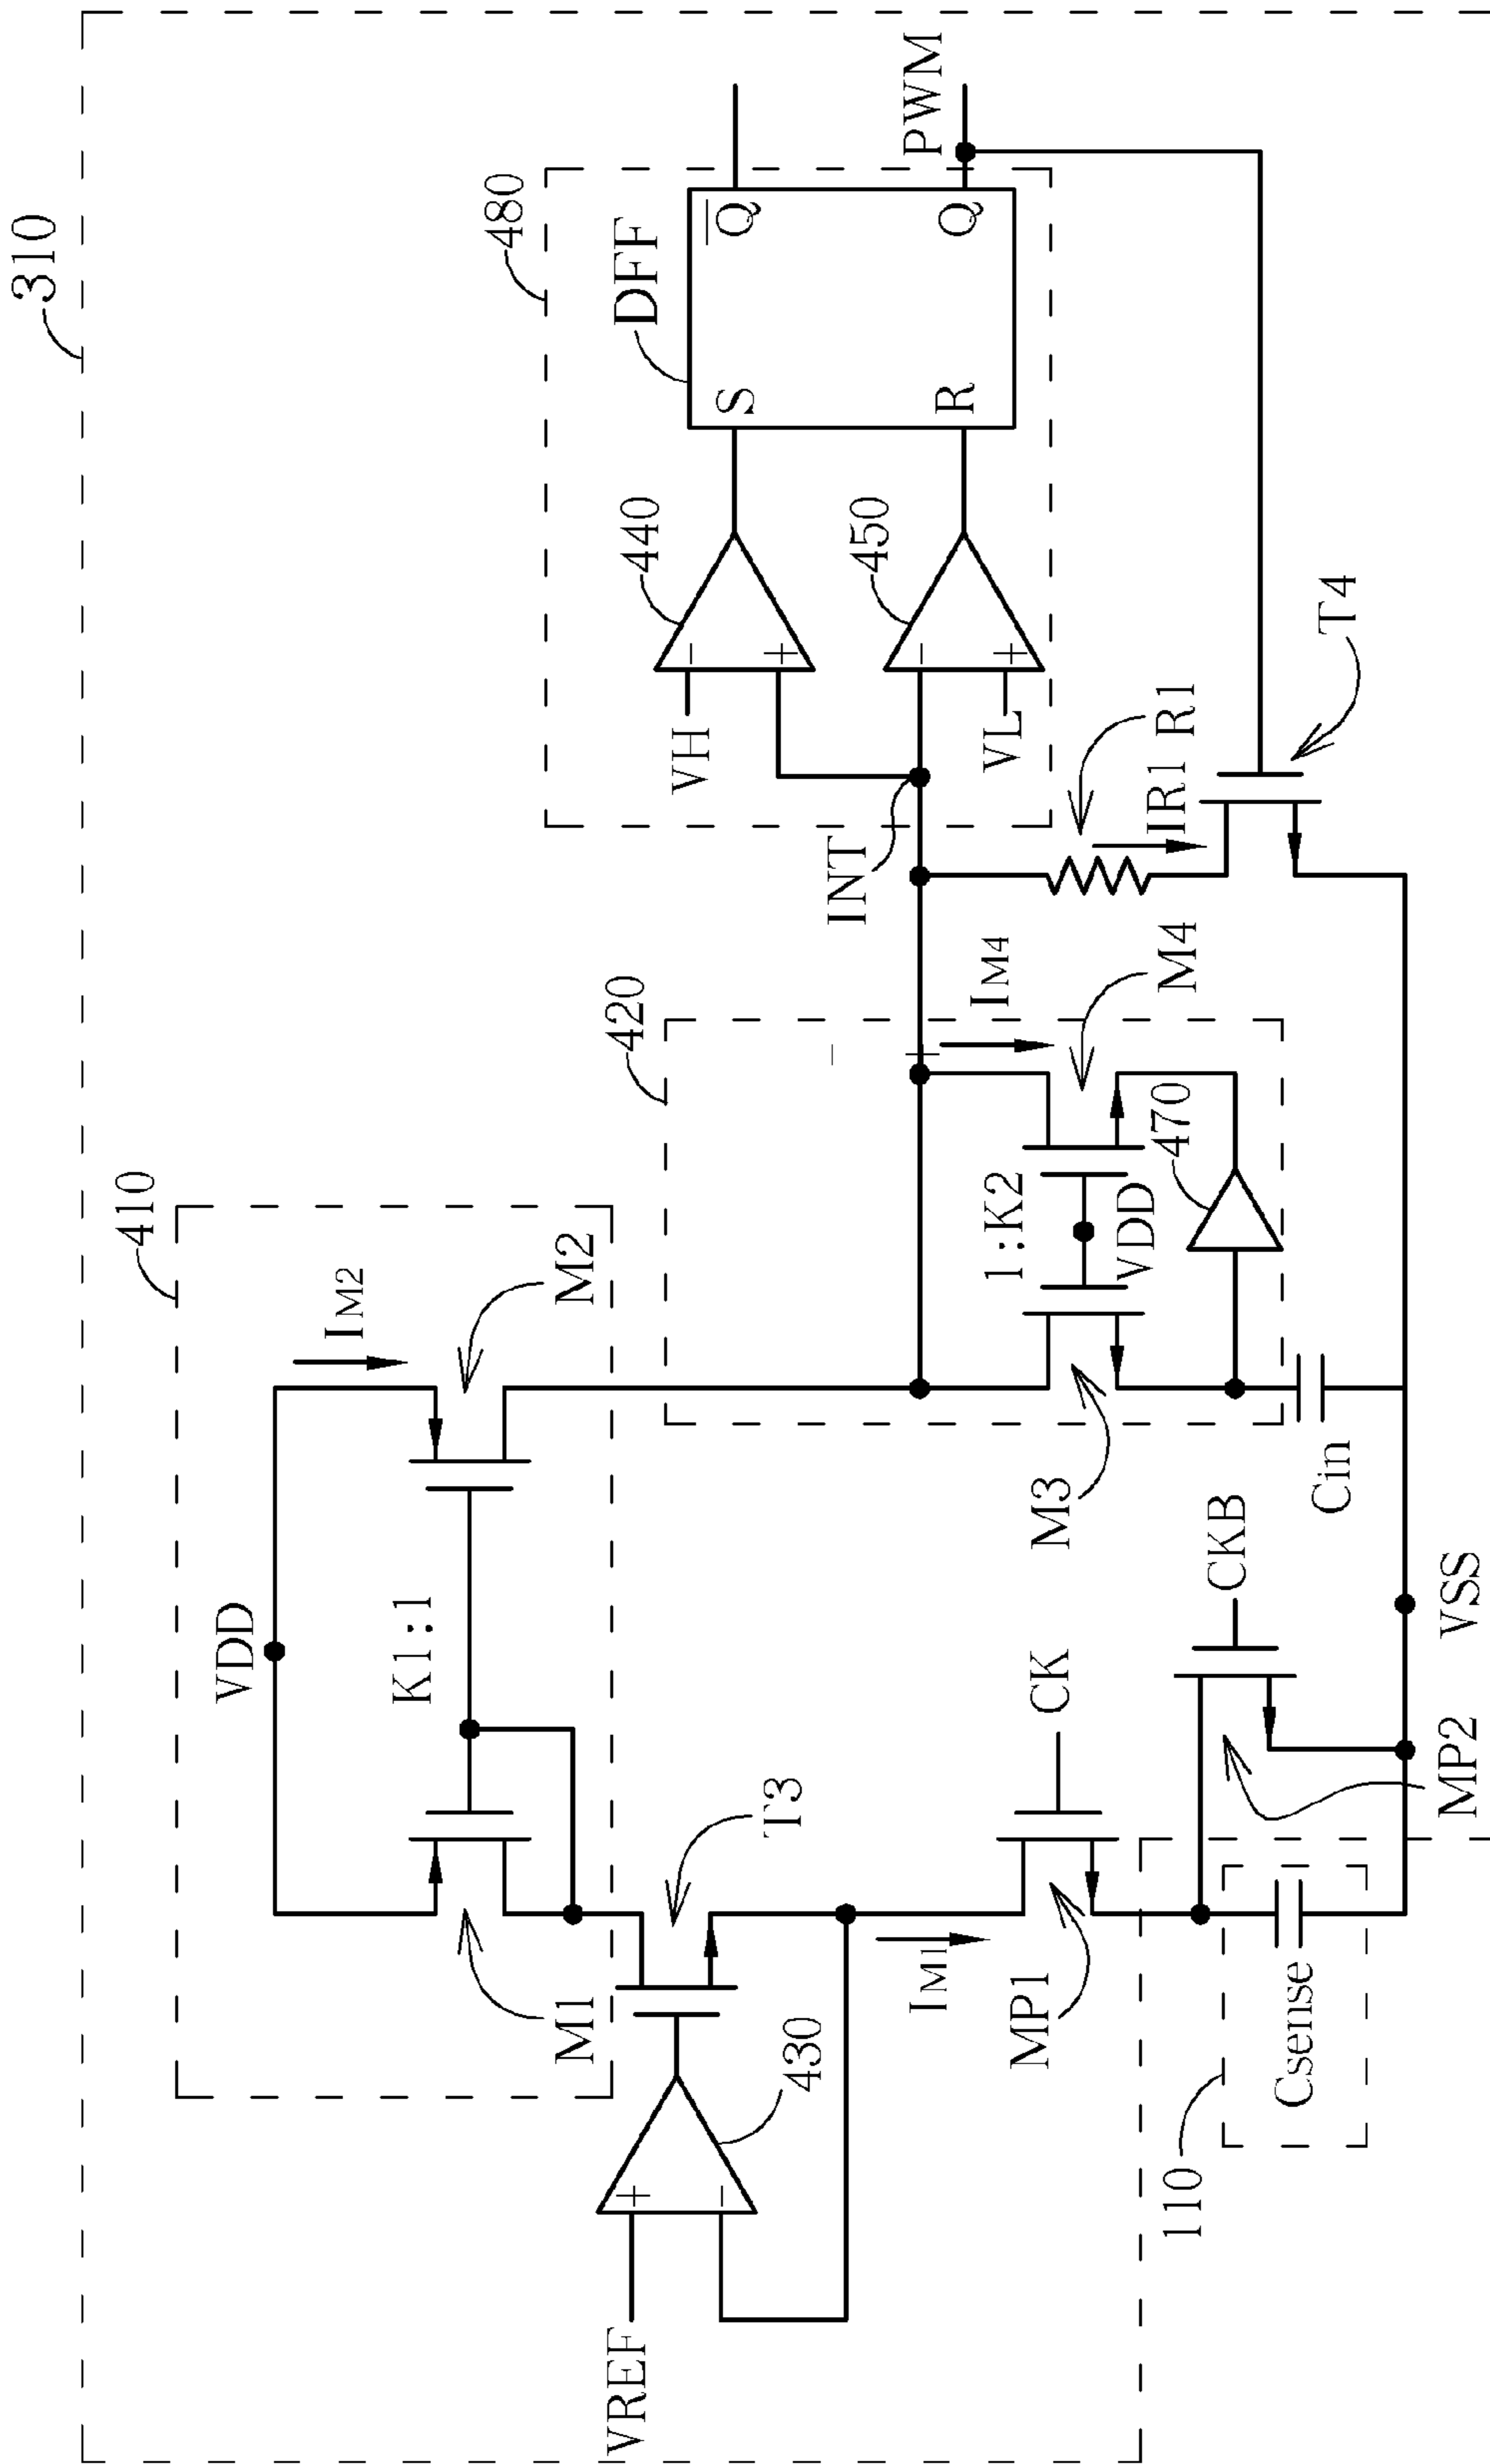 310
410
VDD
IM2
K1:1
M1
M2
420
480
DFF
S
Q
R
Q
440
450
VH
VL
+
-
-
+
PWM
INT
VREF
+
-
430
T3
IM1
MP1
CK
-
+
IM4
1:K2
VDD
M3
M4
470
R1
IR1
T4
110
Csense
MP2
CKB
Cin
VSS